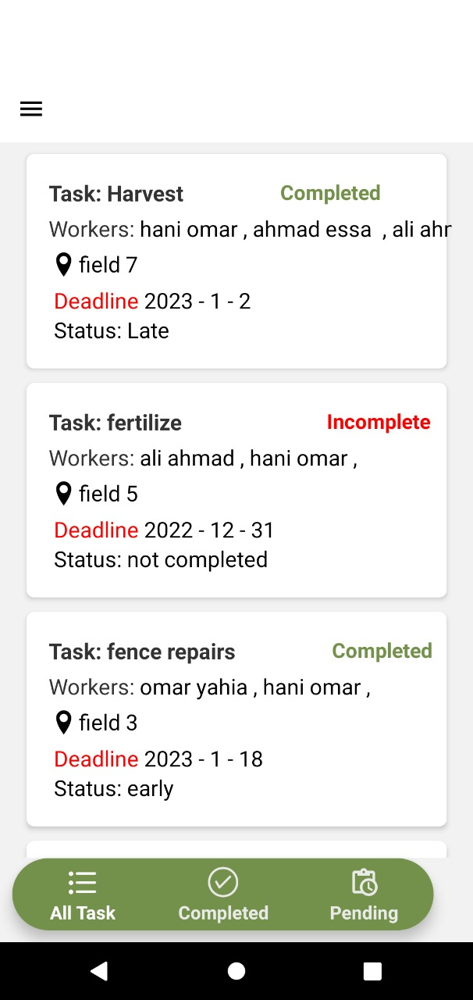 Task: Harvest Completed
Workers: hani omar , ahmad essa , ali
field 7
Deadline 2023 - 1 - 2
Status: Late
Task: fertilize Incomplete
Workers: ali ahmad , hani omar ,
field 5
Deadline 2022 - 12 - 31
Status: not completed
Task: fence repairs Completed
Workers: omar yahia , hani omar ,
field 3
Deadline 2023 - 1 - 18
Status: early
All Task Completed Pending